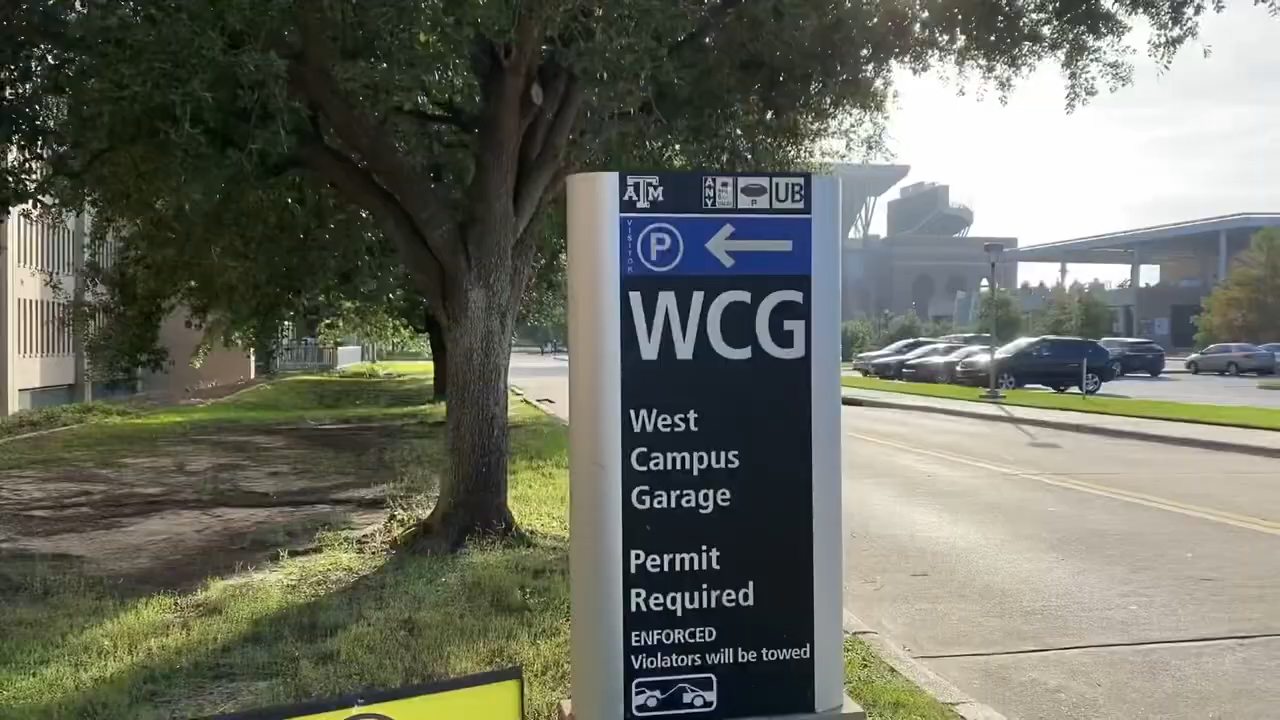 ATM ANY P UB
VISITOR P
WCG
West
Campus
Garage
Permit
Required
ENFORCED
Violators will be towed